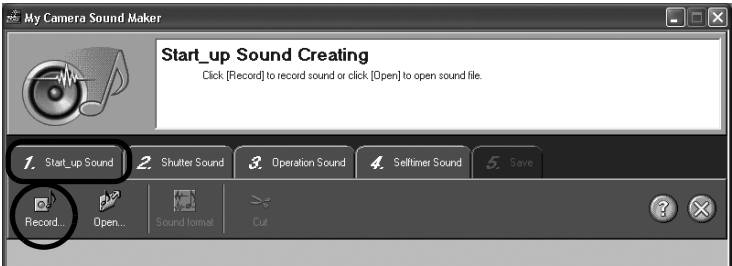 My Camera Sound Maker
Start_up Sound Creating
Click [Record] to record sound or click [Open] to open sound file.
1. Start_up Sound 2. Shutter Sound 3. Operation Sound 4. Selftimer Sound 5. Save
Record... Open... Sound format Cut ?